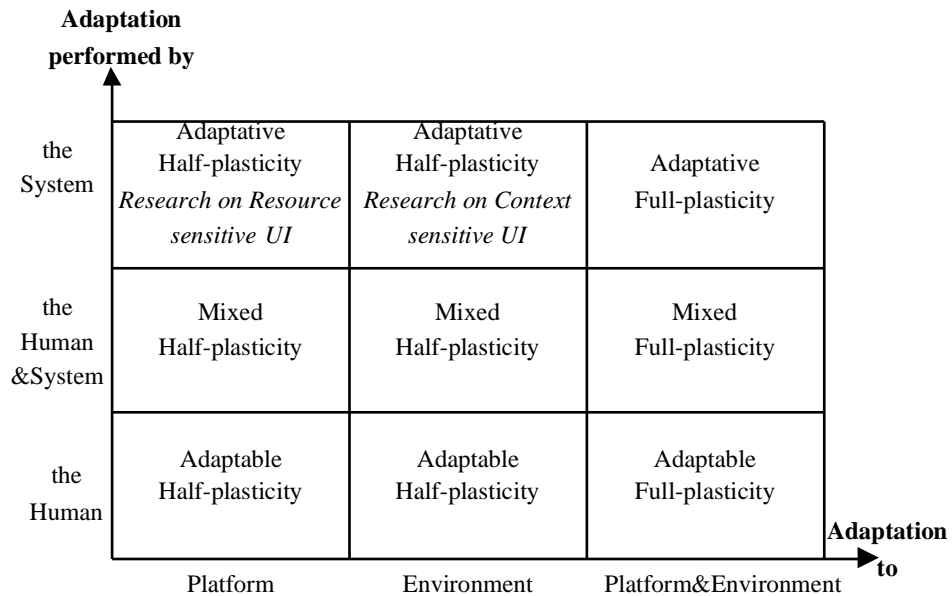 Adaptation
performed by
the
System
Adaptative
Half-plasticity
Research on Resource
sensitive UI
Adaptative
Half-plasticity
Research on Context
sensitive UI
Adaptative
Full-plasticity
the
Human
&System
Mixed
Half-plasticity
Mixed
Half-plasticity
Mixed
Full-plasticity
the
Human
Adaptable
Half-plasticity
Adaptable
Half-plasticity
Adaptable
Full-plasticity
Adaptation
to
Platform
Environment
Platform&Environment